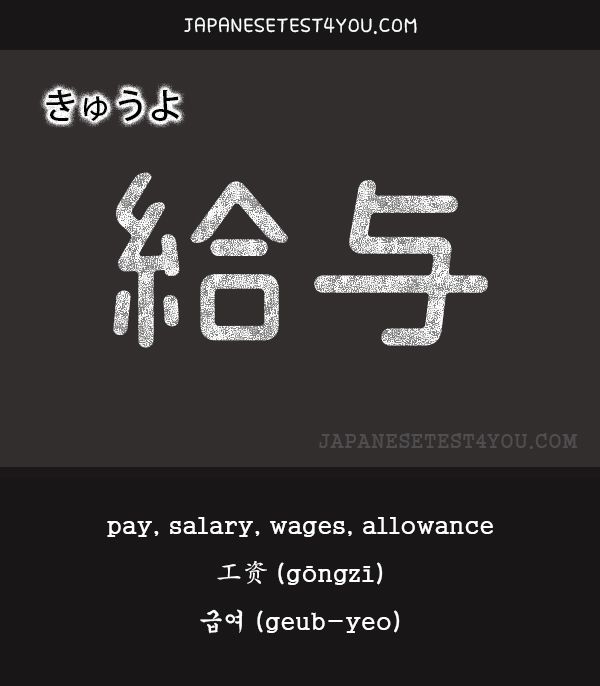 JAPANESETEST4YOU.COM
きゅうよ
給与
JAPANESETEST4YOU.COM
pay, salary, wages, allowance
工资 (gōngzī)
급여 (geub-yeo)